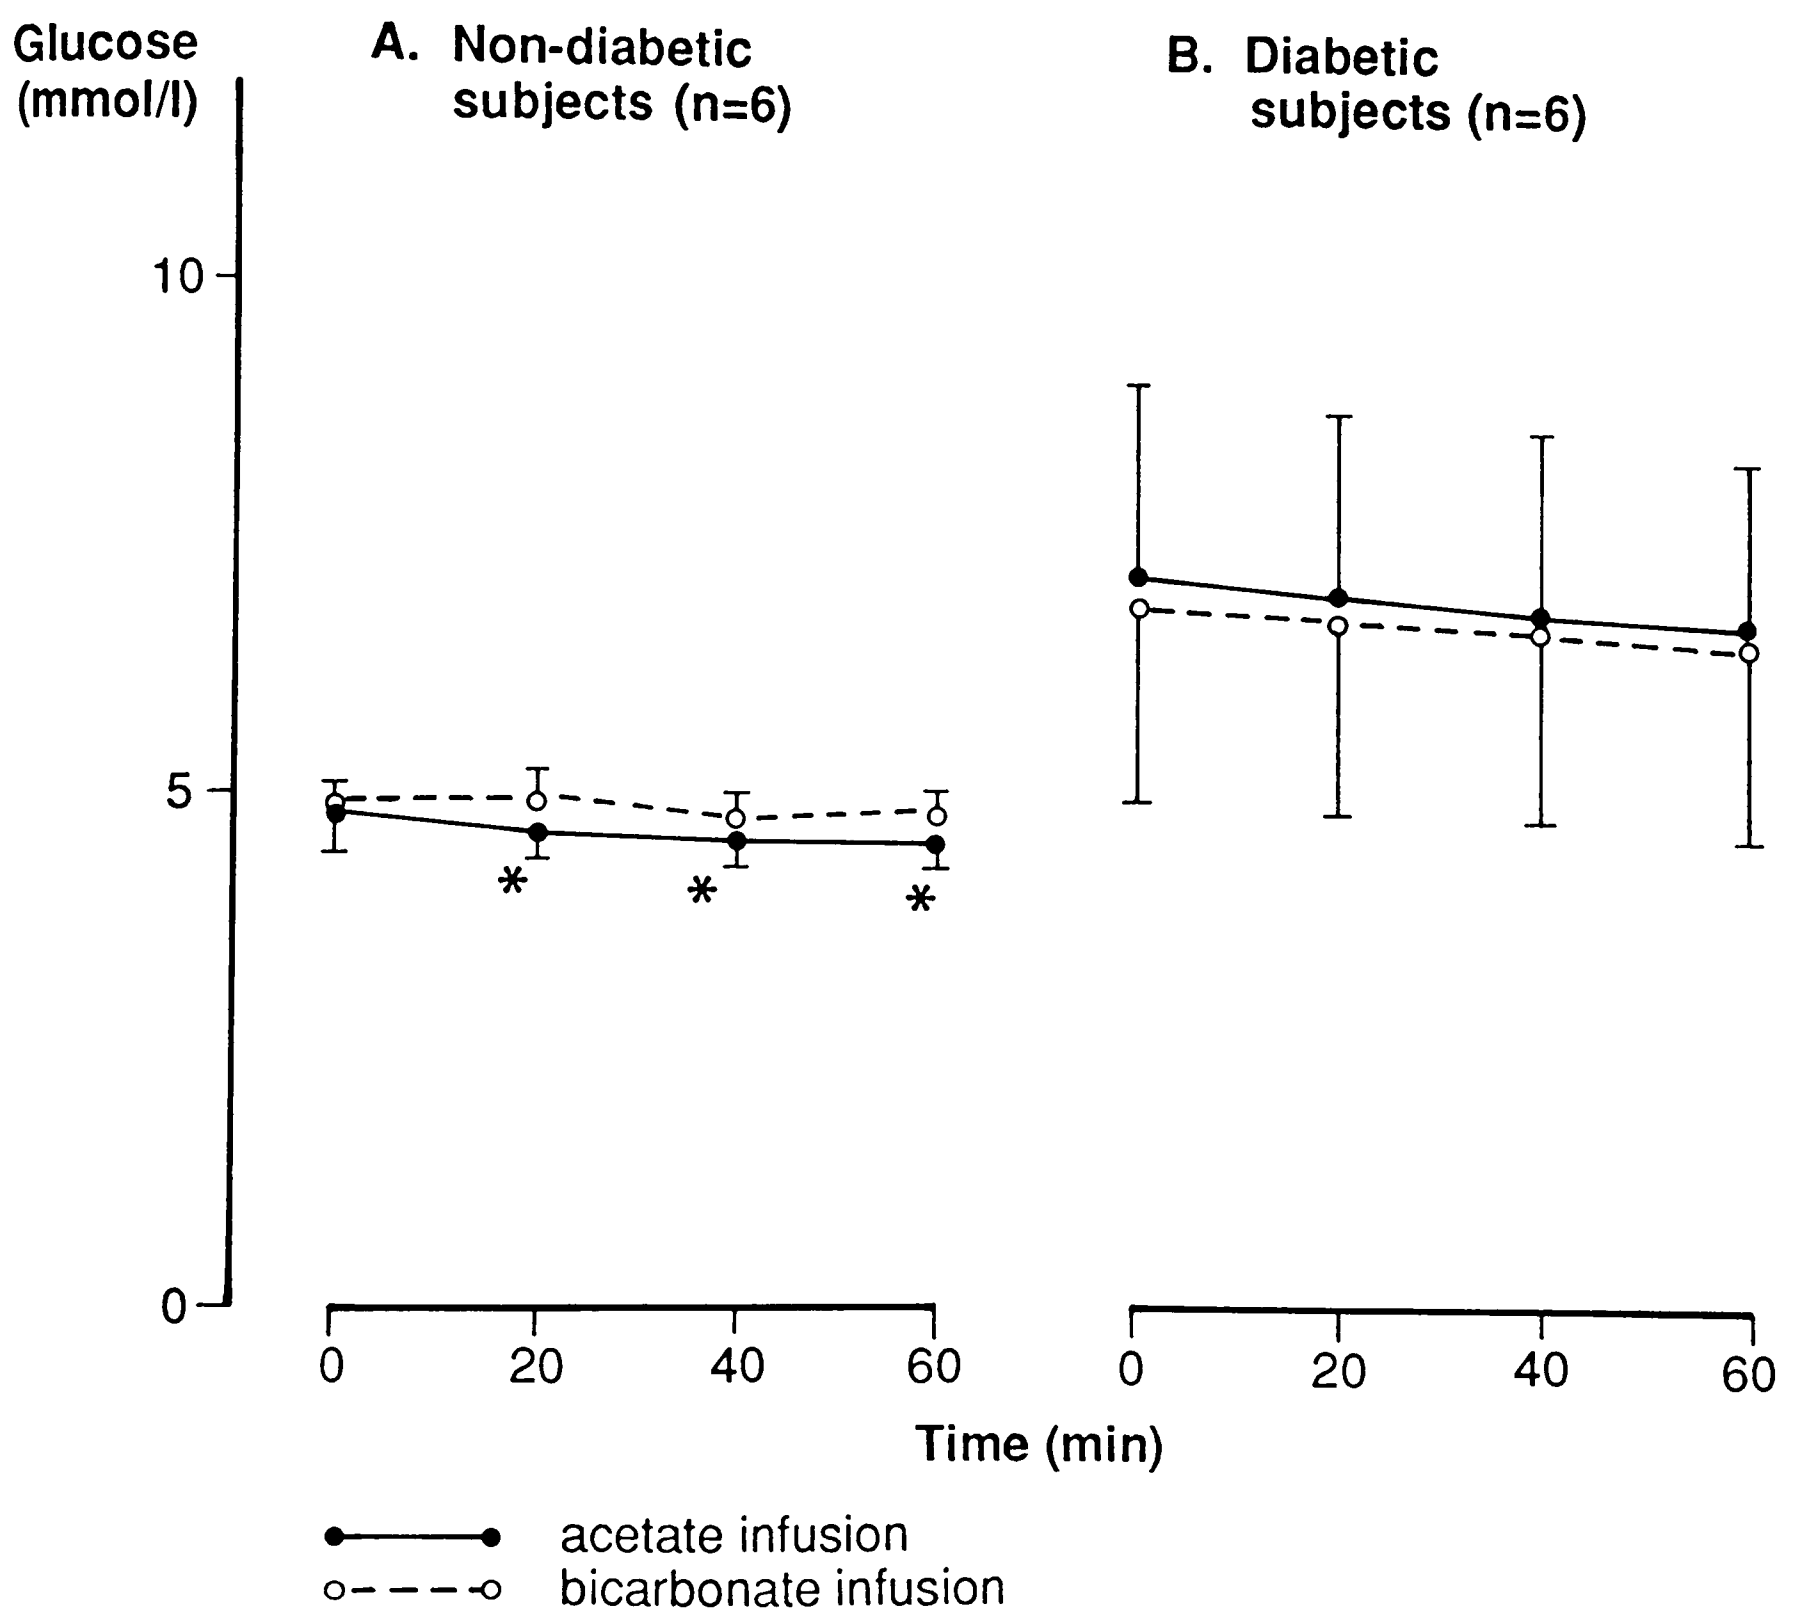 Glucose
(mmol/l)
A. Non-diabetic
subjects (n=6)
B. Diabetic
subjects (n=6)
10
5
0
*
*
*
0 20 40 60
0 20 40 60
Time (min)
acetate infusion
bicarbonate infusion